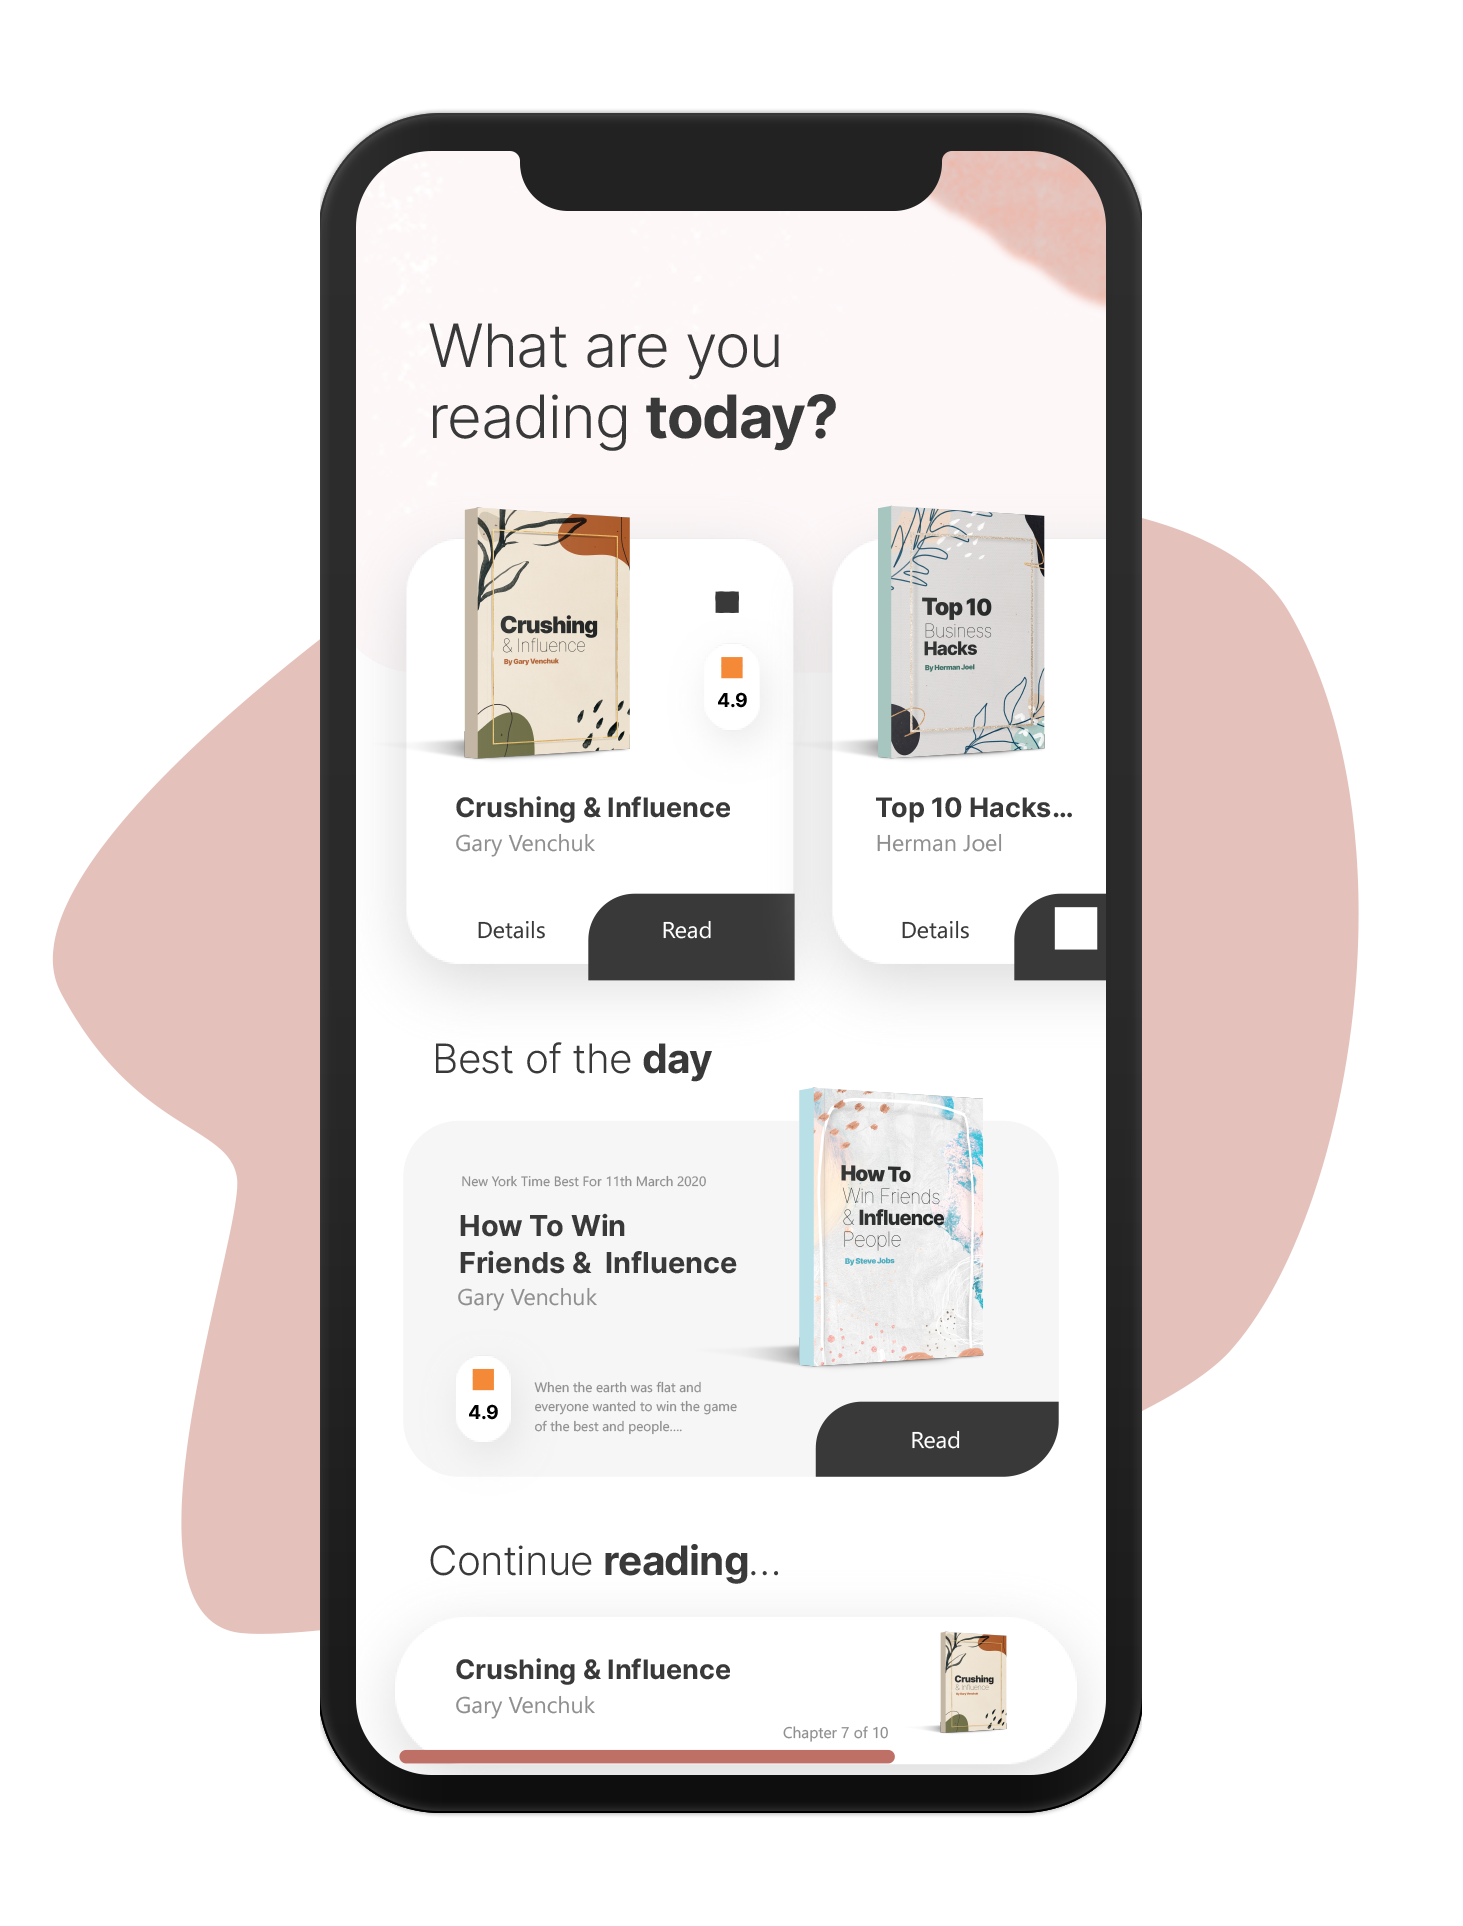 What are you
reading today?
Crushing
& Influence
By Gary Venchuk
4.9
Crushing & Influence
Gary Venchuk
Details
Read
Top 10
Business
Hacks
By Herman Joel
Top 10 Hacks...
Herman Joel
Details
Best of the day
New York Time Best For 11th March 2020
How To Win
Friends & Influence
Gary Venchuk
4.9
When the earth was flat and
everyone wanted to win the game
of the best and people....
How To
Win Friends
& Influence
People
By Steve Jobs
Read
Continue reading...
Crushing & Influence
Gary Venchuk
Chapter 7 of 10
Crushing
& Influence
By Gary Venchuk